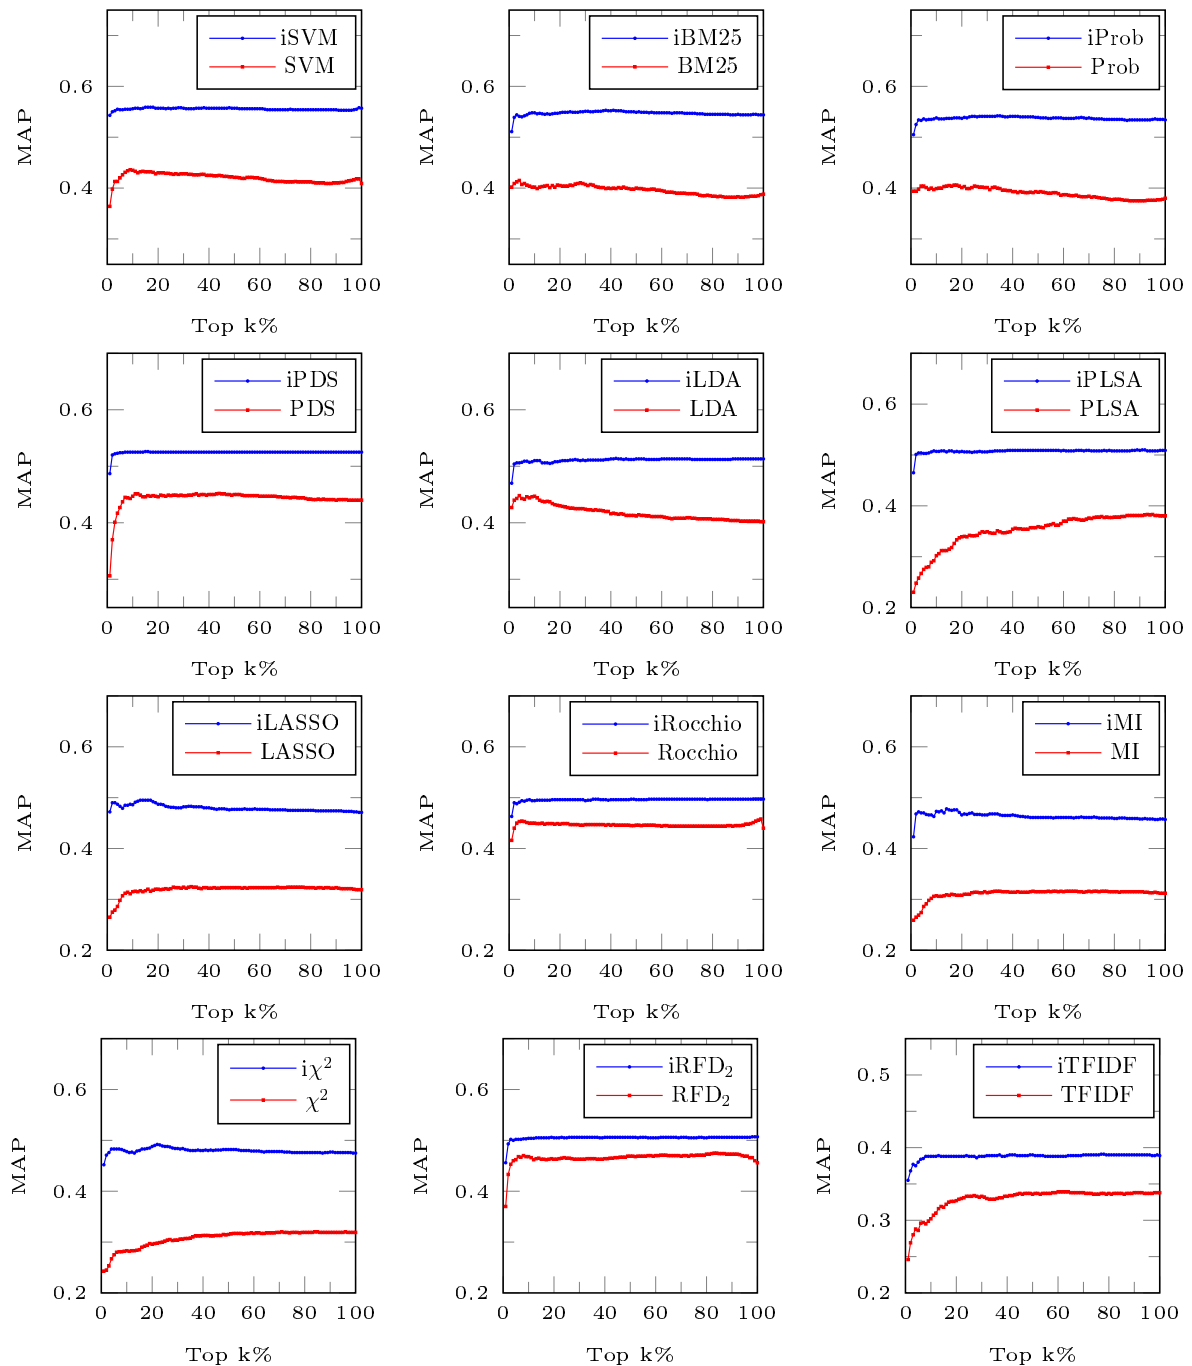 iSVM
SVM
MAP
0.6
0.4
0 20 40 60 80 100
Top k%
iBM25
BM25
MAP
0.6
0.4
0 20 40 60 80 100
Top k%
iProb
Prob
MAP
0.6
0.4
0 20 40 60 80 100
Top k%
iPDS
PDS
MAP
0.6
0.4
0 20 40 60 80 100
Top k%
iLDA
LDA
MAP
0.6
0.4
0 20 40 60 80 100
Top k%
iPLSA
PLSA
MAP
0.6
0.4
0.2
0 20 40 60 80 100
Top k%
iLASSO
LASSO
MAP
0.6
0.4
0.2
0 20 40 60 80 100
Top k%
iRocchio
Rocchio
MAP
0.6
0.4
0.2
0 20 40 60 80 100
Top k%
iMI
MI
MAP
0.6
0.4
0.2
0 20 40 60 80 100
Top k%
iχ²
χ²
MAP
0.6
0.4
0.2
0 20 40 60 80 100
Top k%
iRFD₂
RFD₂
MAP
0.6
0.4
0.2
0 20 40 60 80 100
Top k%
iTFIDF
TFIDF
MAP
0.5
0.4
0.3
0.2
0 20 40 60 80 100
Top k%